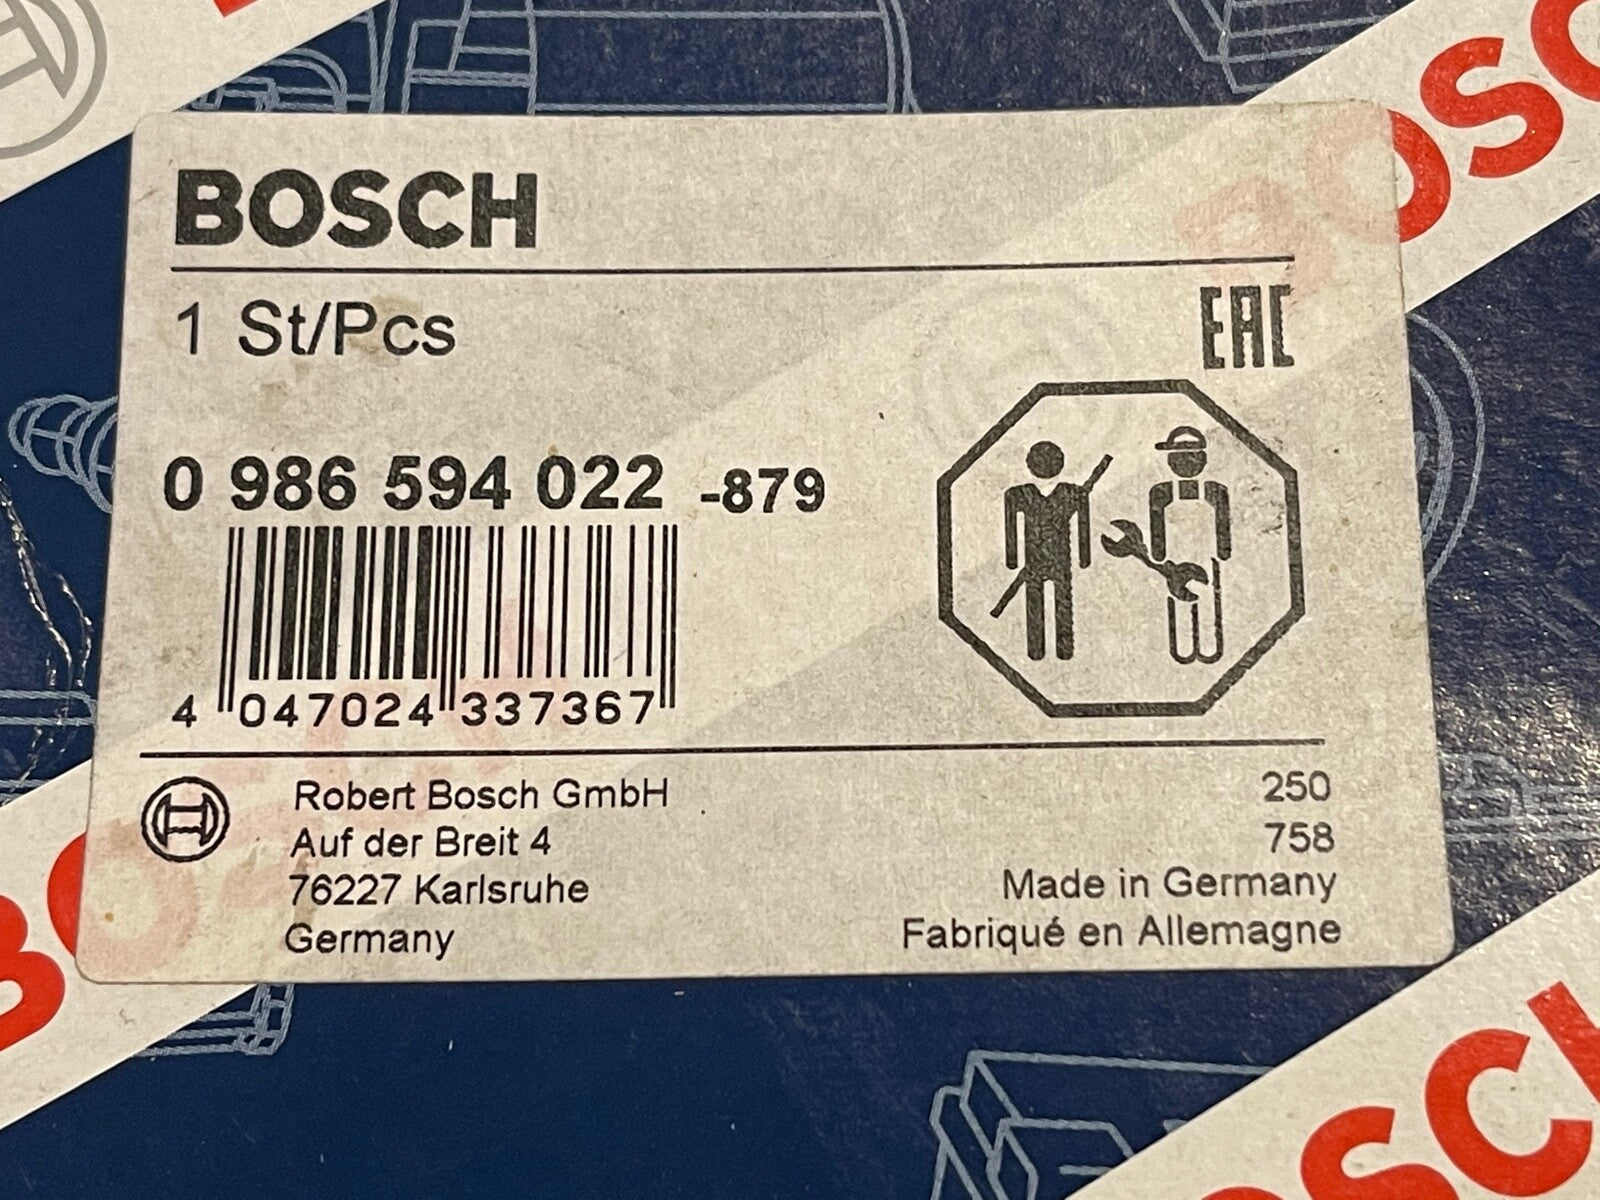 BOSCH
BOSCH
1 St/Pcs
EAC
0 986 594 022 -879
4 047024 337367
Robert Bosch GmbH
250
Auf der Breit 4
758
76227 Karlsruhe
Made in Germany
Germany
Fabriqué en Allemagne
BOSCH
BOSCH